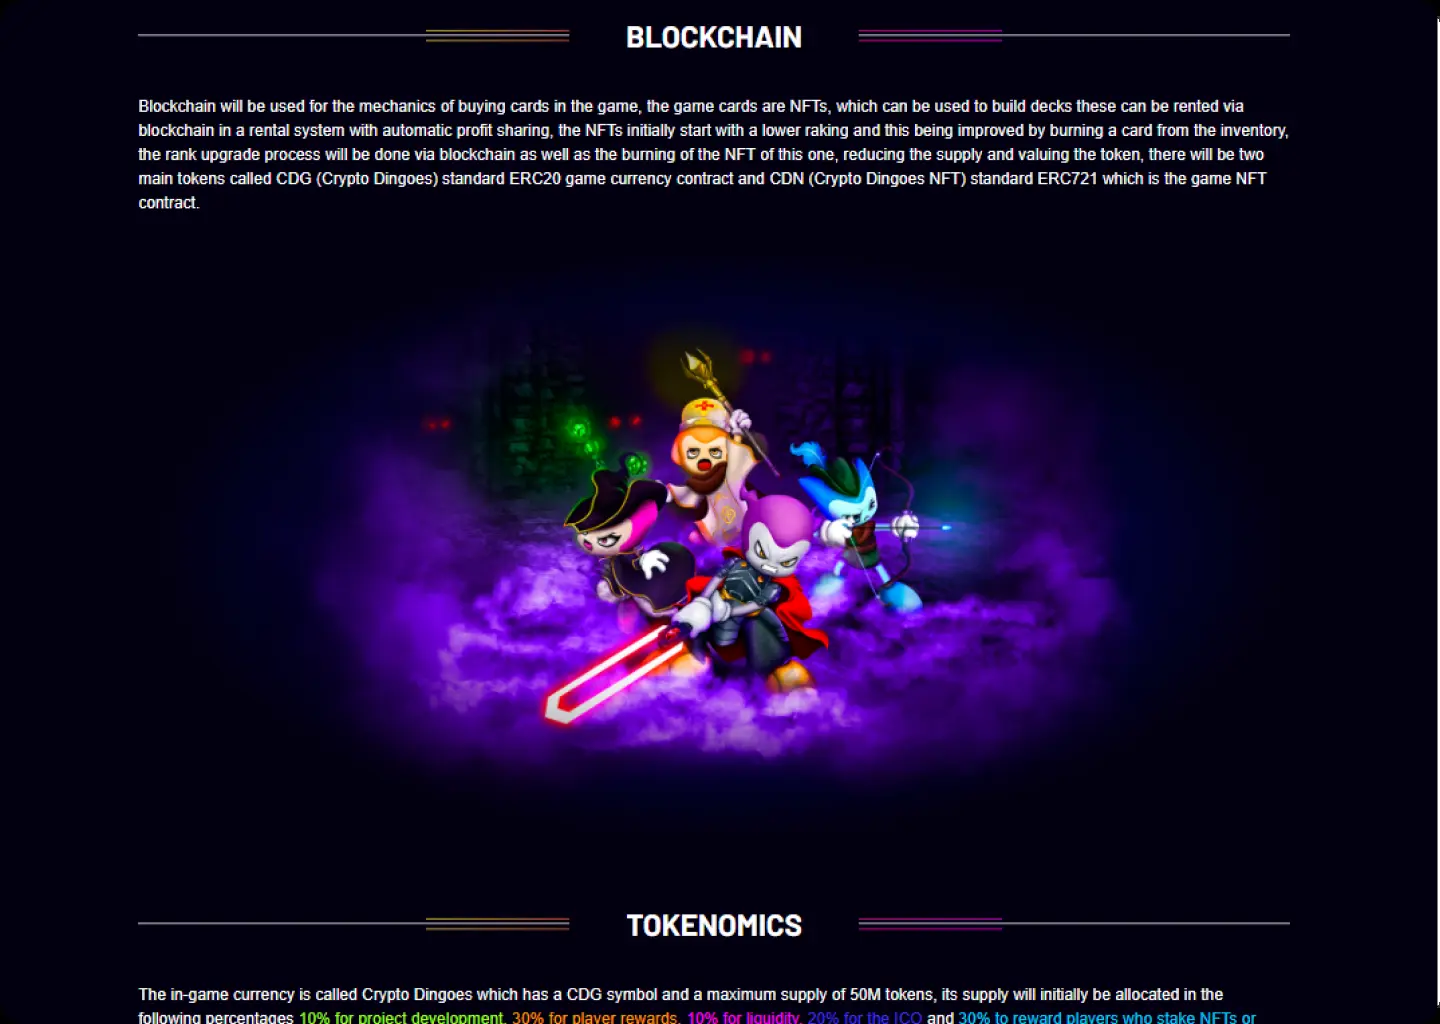 BLOCKCHAIN
Blockchain will be used for the mechanics of buying cards in the game, the game cards are NFTs, which can be used to build decks these can be rented via
blockchain in a rental system with automatic profit sharing, the NFTs initially start with a lower raking and this being improved by burning a card from the inventory,
the rank upgrade process will be done via blockchain as well as the burning of the NFT of this one, reducing the supply and valuing the token, there will be two
main tokens called CDG (Crypto Dingoes) standard ERC20 game currency contract and CDN (Crypto Dingoes NFT) standard ERC721 which is the game NFT
contract.
TOKENOMICS
The in-game currency is called Crypto Dingoes which has a CDG symbol and a maximum supply of 50M tokens, its supply will initially be allocated in the
following percentages 10% for project development, 30% for player rewards, 10% for liquidity, 20% for the ICO and 30% to reward players who stake NFTs or